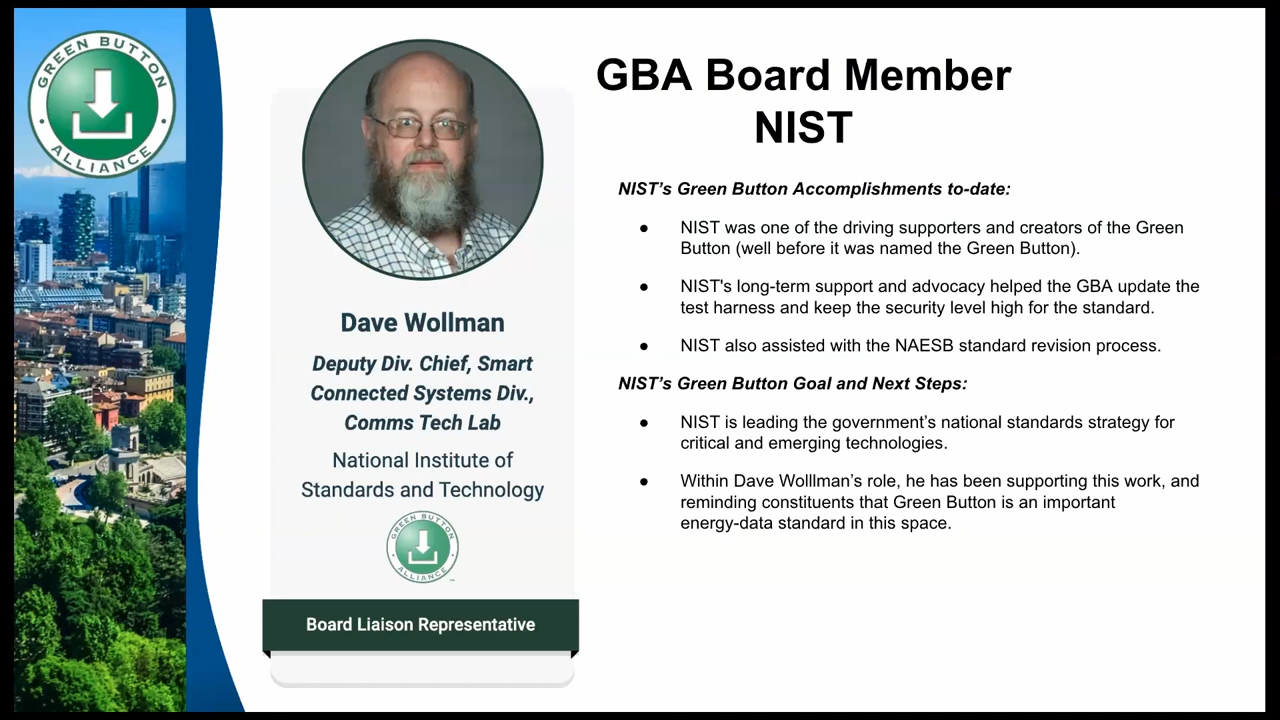 GREEN BUTTON
ALLIANCE
GBA Board Member
NIST
Dave Wollman
Deputy Div. Chief, Smart
Connected Systems Div.,
Comms Tech Lab
National Institute of
Standards and Technology
GREEN BUTTON
ALLIANCE
™
Board Liaison Representative
NIST’s Green Button Accomplishments to-date:
● NIST was one of the driving supporters and creators of the Green
Button (well before it was named the Green Button).
● NIST's long-term support and advocacy helped the GBA update the
test harness and keep the security level high for the standard.
● NIST also assisted with the NAESB standard revision process.
NIST’s Green Button Goal and Next Steps:
● NIST is leading the government’s national standards strategy for
critical and emerging technologies.
● Within Dave Wolllman’s role, he has been supporting this work, and
reminding constituents that Green Button is an important
energy-data standard in this space.